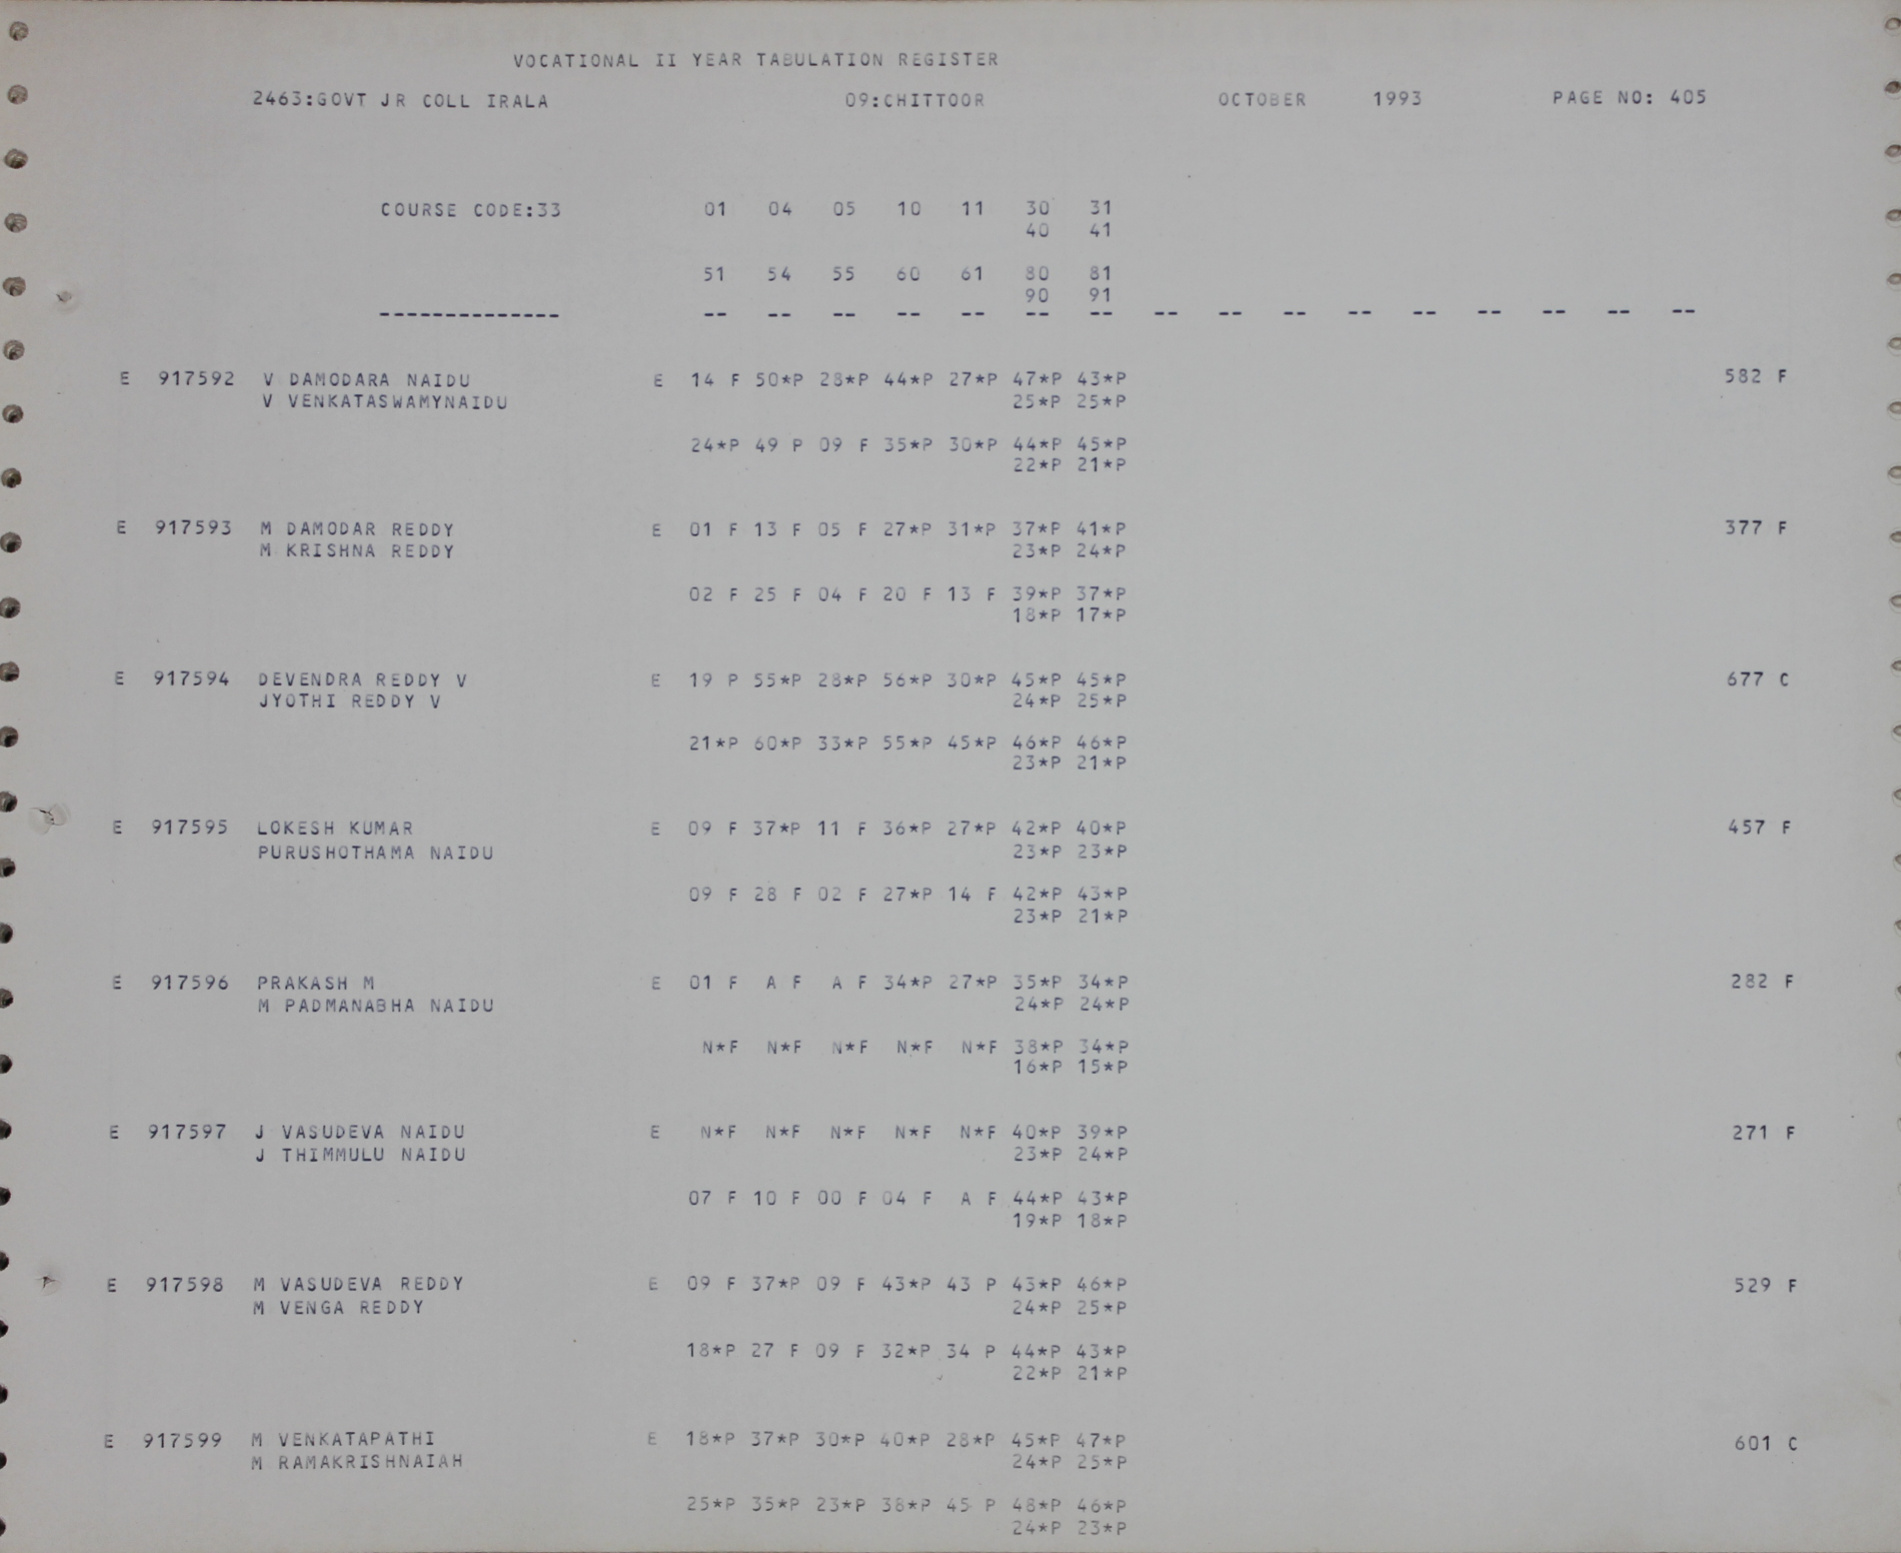 VOCATIONAL II YEAR TABULATION REGISTER
2463:GOVT JR COLL IRALA 09:CHITTOOR OCTOBER 1993 PAGE NO: 405
COURSE CODE:33 01 04 05 10 11 30 31
40 41
51 54 55 60 61 80 81
90 91
-------------- -- -- -- -- -- -- -- -- -- -- -- -- -- -- -- --
E 917592 V DAMODARA NAIDU E 14 F 50*P 28*P 44*P 27*P 47*P 43*P 582 F
V VENKATASWAMYNAIDU 25*P 25*P
24*P 49 P 09 F 35*P 30*P 44*P 45*P
22*P 21*P
E 917593 M DAMODAR REDDY E 01 F 13 F 05 F 27*P 31*P 37*P 41*P 377 F
M KRISHNA REDDY 23*P 24*P
02 F 25 F 04 F 20 F 13 F 39*P 37*P
18*P 17*P
E 917594 DEVENDRA REDDY V E 19 P 55*P 28*P 56*P 30*P 45*P 45*P 677 C
JYOTHI REDDY V 24*P 25*P
21*P 60*P 33*P 55*P 45*P 46*P 46*P
23*P 21*P
E 917595 LOKESH KUMAR E 09 F 37*P 11 F 36*P 27*P 42*P 40*P 457 F
PURUSHOTHAMA NAIDU 23*P 23*P
09 F 28 F 02 F 27*P 14 F 42*P 43*P
23*P 21*P
E 917596 PRAKASH M E 01 F A F A F 34*P 27*P 35*P 34*P 282 F
M PADMANABHA NAIDU 24*P 24*P
N*F N*F N*F N*F N*F 38*P 34*P
16*P 15*P
E 917597 J VASUDEVA NAIDU E N*F N*F N*F N*F N*F 40*P 39*P 271 F
J THIMMULU NAIDU 23*P 24*P
07 F 10 F 00 F 04 F A F 44*P 43*P
19*P 18*P
E 917598 M VASUDEVA REDDY E 09 F 37*P 09 F 43*P 43 P 43*P 46*P 529 F
M VENGA REDDY 24*P 25*P
18*P 27 F 09 F 32*P 34 P 44*P 43*P
22*P 21*P
E 917599 M VENKATAPATHI E 18*P 37*P 30*P 40*P 28*P 45*P 47*P 601 C
M RAMAKRISHNAIAH 24*P 25*P
25*P 35*P 23*P 38*P 45 P 48*P 46*P
24*P 23*P